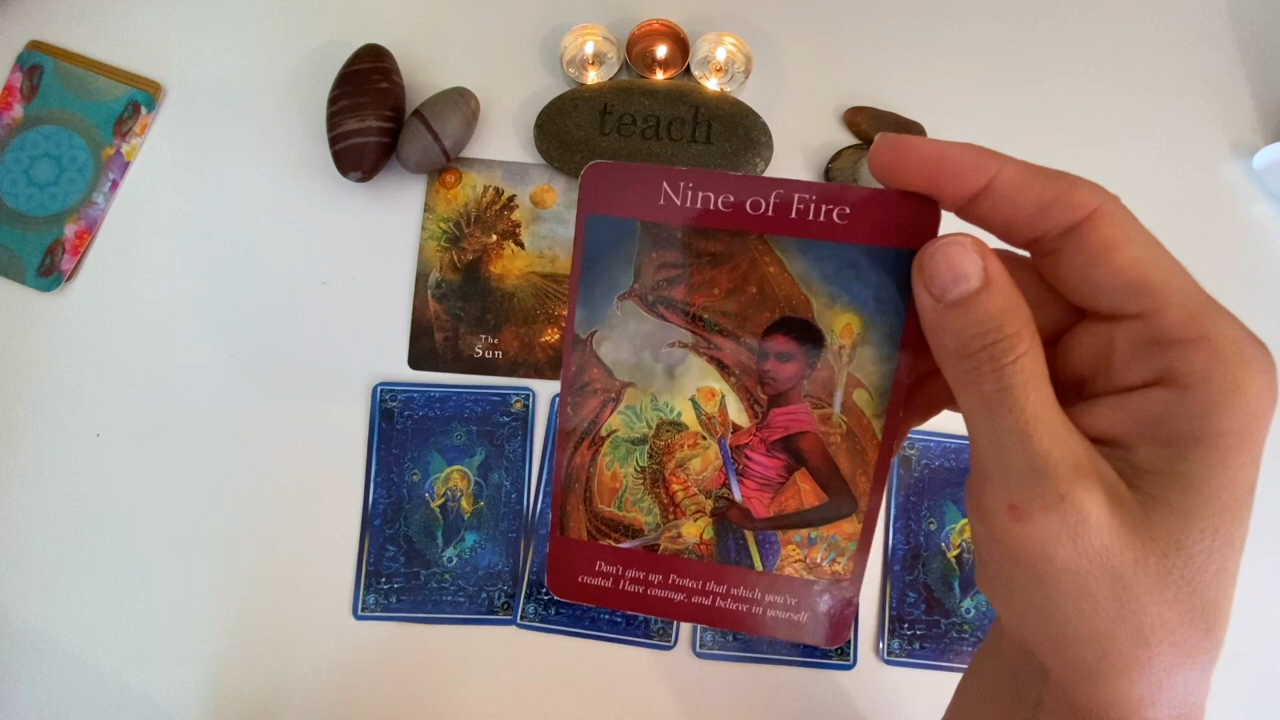 teach
Nine of Fire
The
Sun
Don't give up. Protect that which you've
created. Have courage, and believe in yourself.